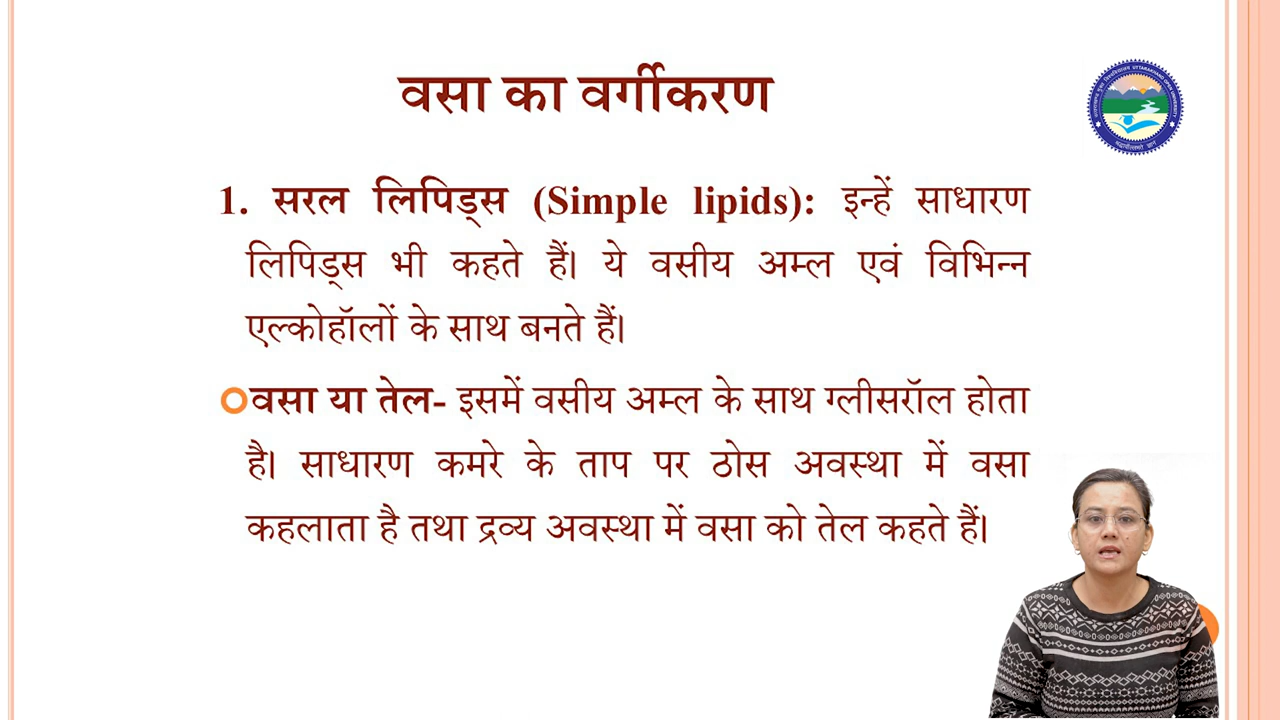 वसा का वर्गीकरण
1. सरल लिपिड्स (Simple lipids): इन्हें साधारण
लिपिड्स भी कहते हैं। ये वसीय अम्ल एवं विभिन्न
एल्कोहॉलों के साथ बनते हैं।
वसा या तेल- इसमें वसीय अम्ल के साथ ग्लीसरॉल होता
है। साधारण कमरे के ताप पर ठोस अवस्था में वसा
कहलाता है तथा द्रव्य अवस्था में वसा को तेल कहते हैं।